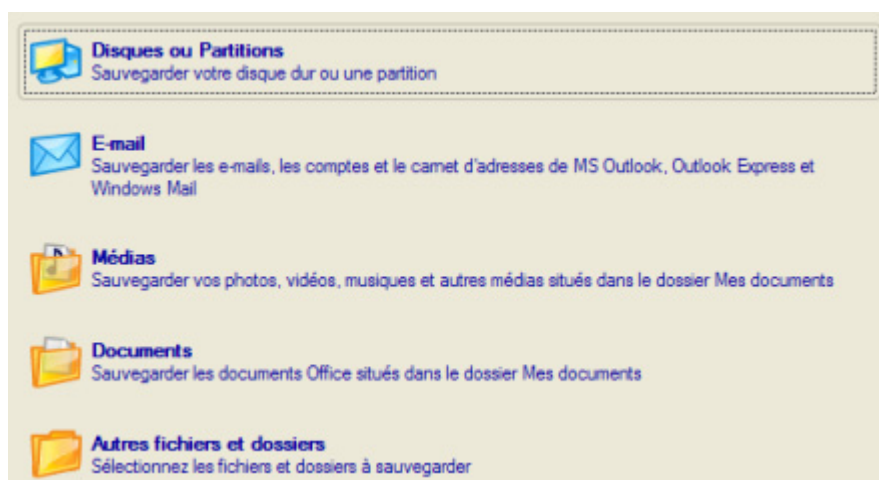 Disques ou Partitions
Sauvegarder votre disque dur ou une partition
E-mail
Sauvegarder les e-mails, les comptes et le carnet d'adresses de MS Outlook, Outlook Express et
Windows Mail
Médias
Sauvegarder vos photos, vidéos, musiques et autres médias situés dans le dossier Mes documents
Documents
Sauvegarder les documents Office situés dans le dossier Mes documents
Autres fichiers et dossiers
Sélectionnez les fichiers et dossiers à sauvegarder